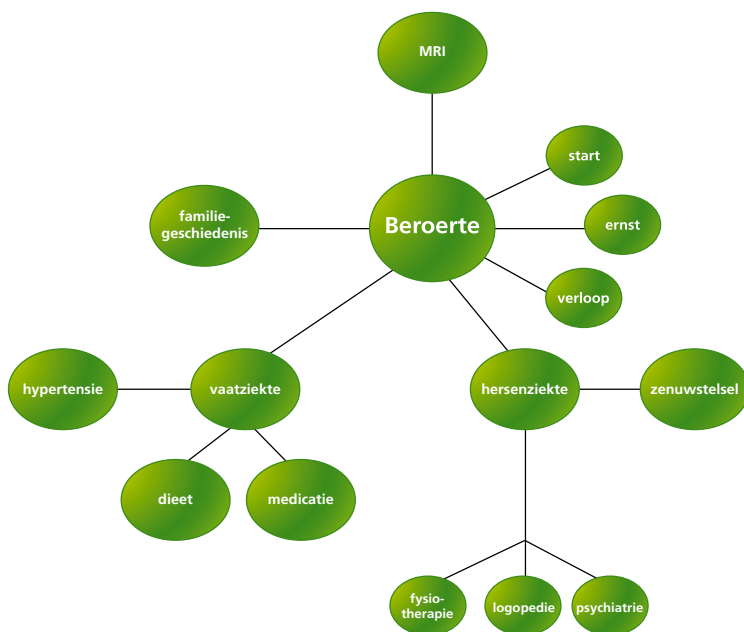 MRI
start
familie-
geschiedenis
Beroerte
ernst
verloop
hypertensie
vaatziekte
hersenziekte
zenuwstelsel
dieet
medicatie
fysio-
therapie
logopedie
psychiatrie